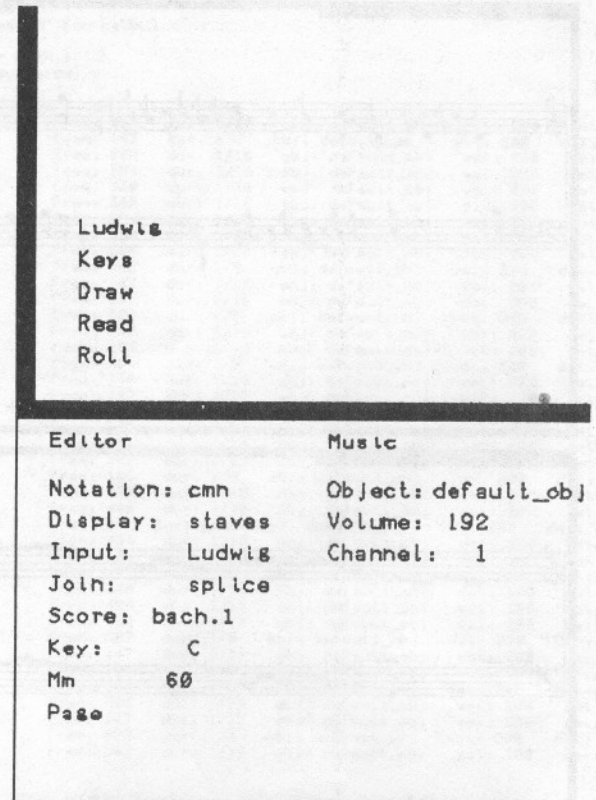 Ludwig
Keys
Draw
Read
Roll
Editor
Music
Notation: cmn
Object: default_obj
Display: staves
Volume: 192
Input: Ludwig
Channel: 1
Join: splice
Score: bach.1
Key: C
Mm 60
Page